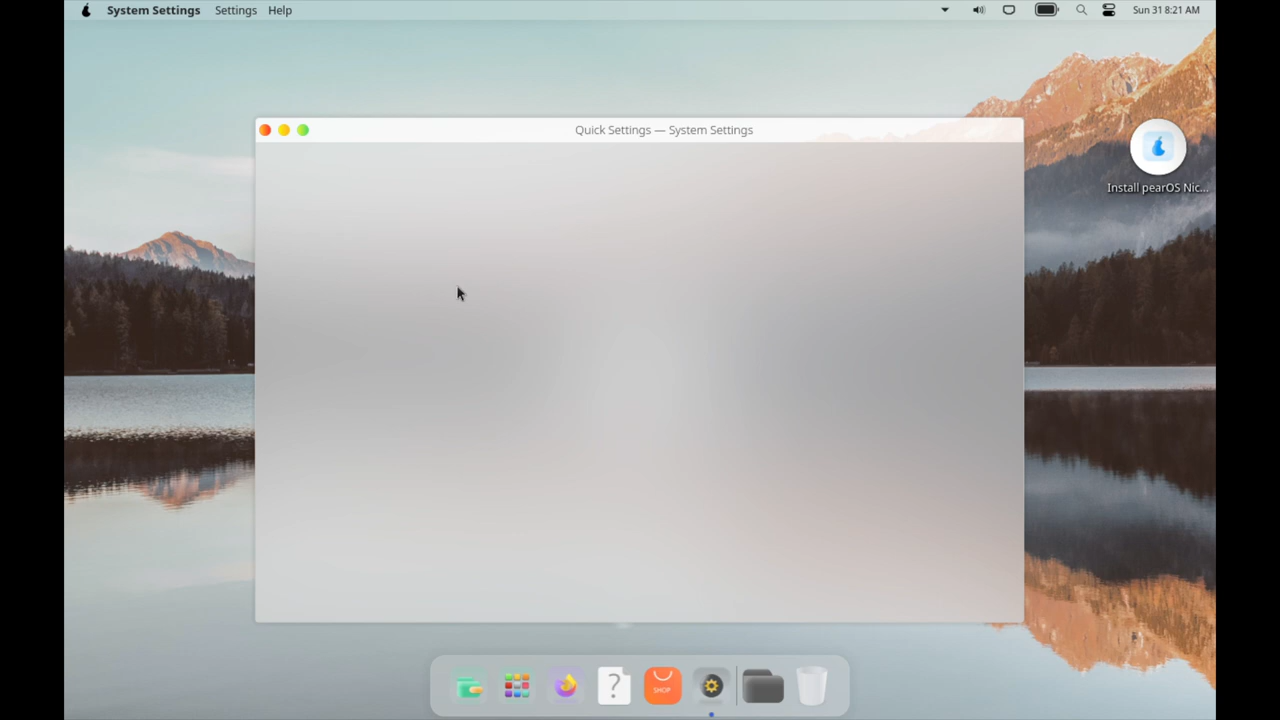 System Settings Settings Help Sun 31 8:21 AM
Quick Settings — System Settings
Install pearOS Nic...
?
SHOP